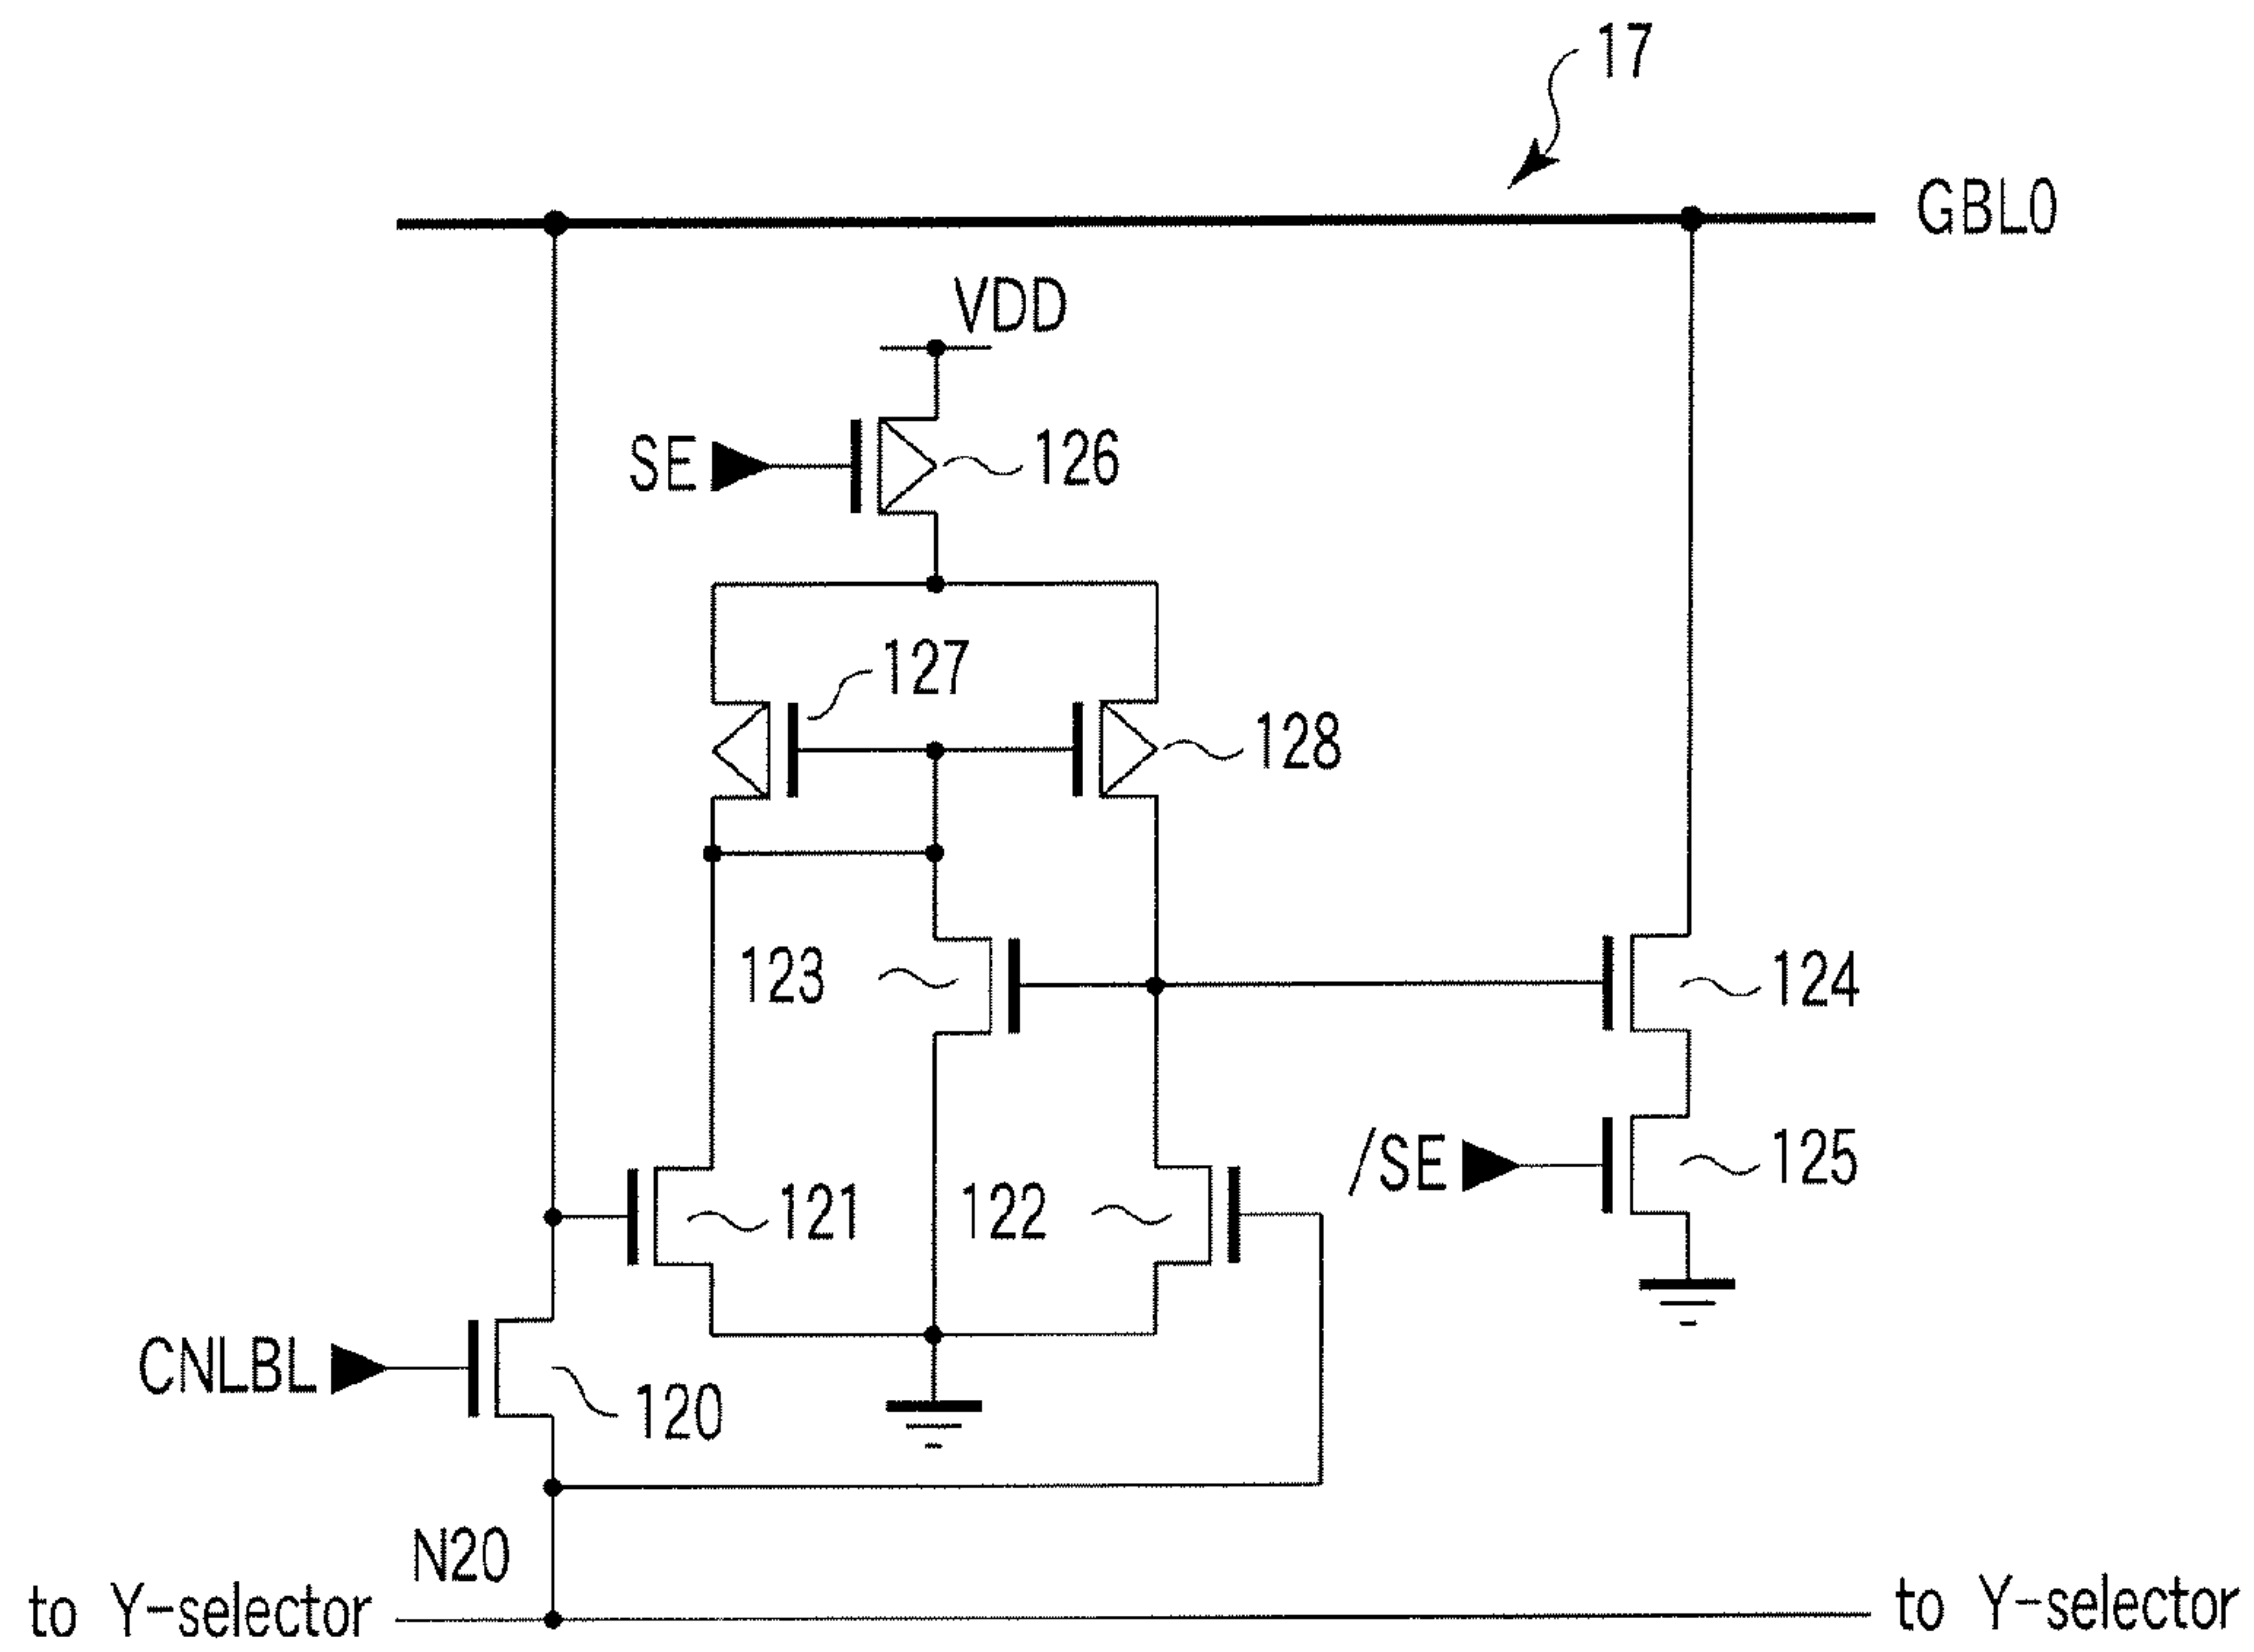 17
GBL0
VDD
SE
126
127
128
123
124
/SE
125
121
122
CNLBL
120
N20
to Y-selector
to Y-selector